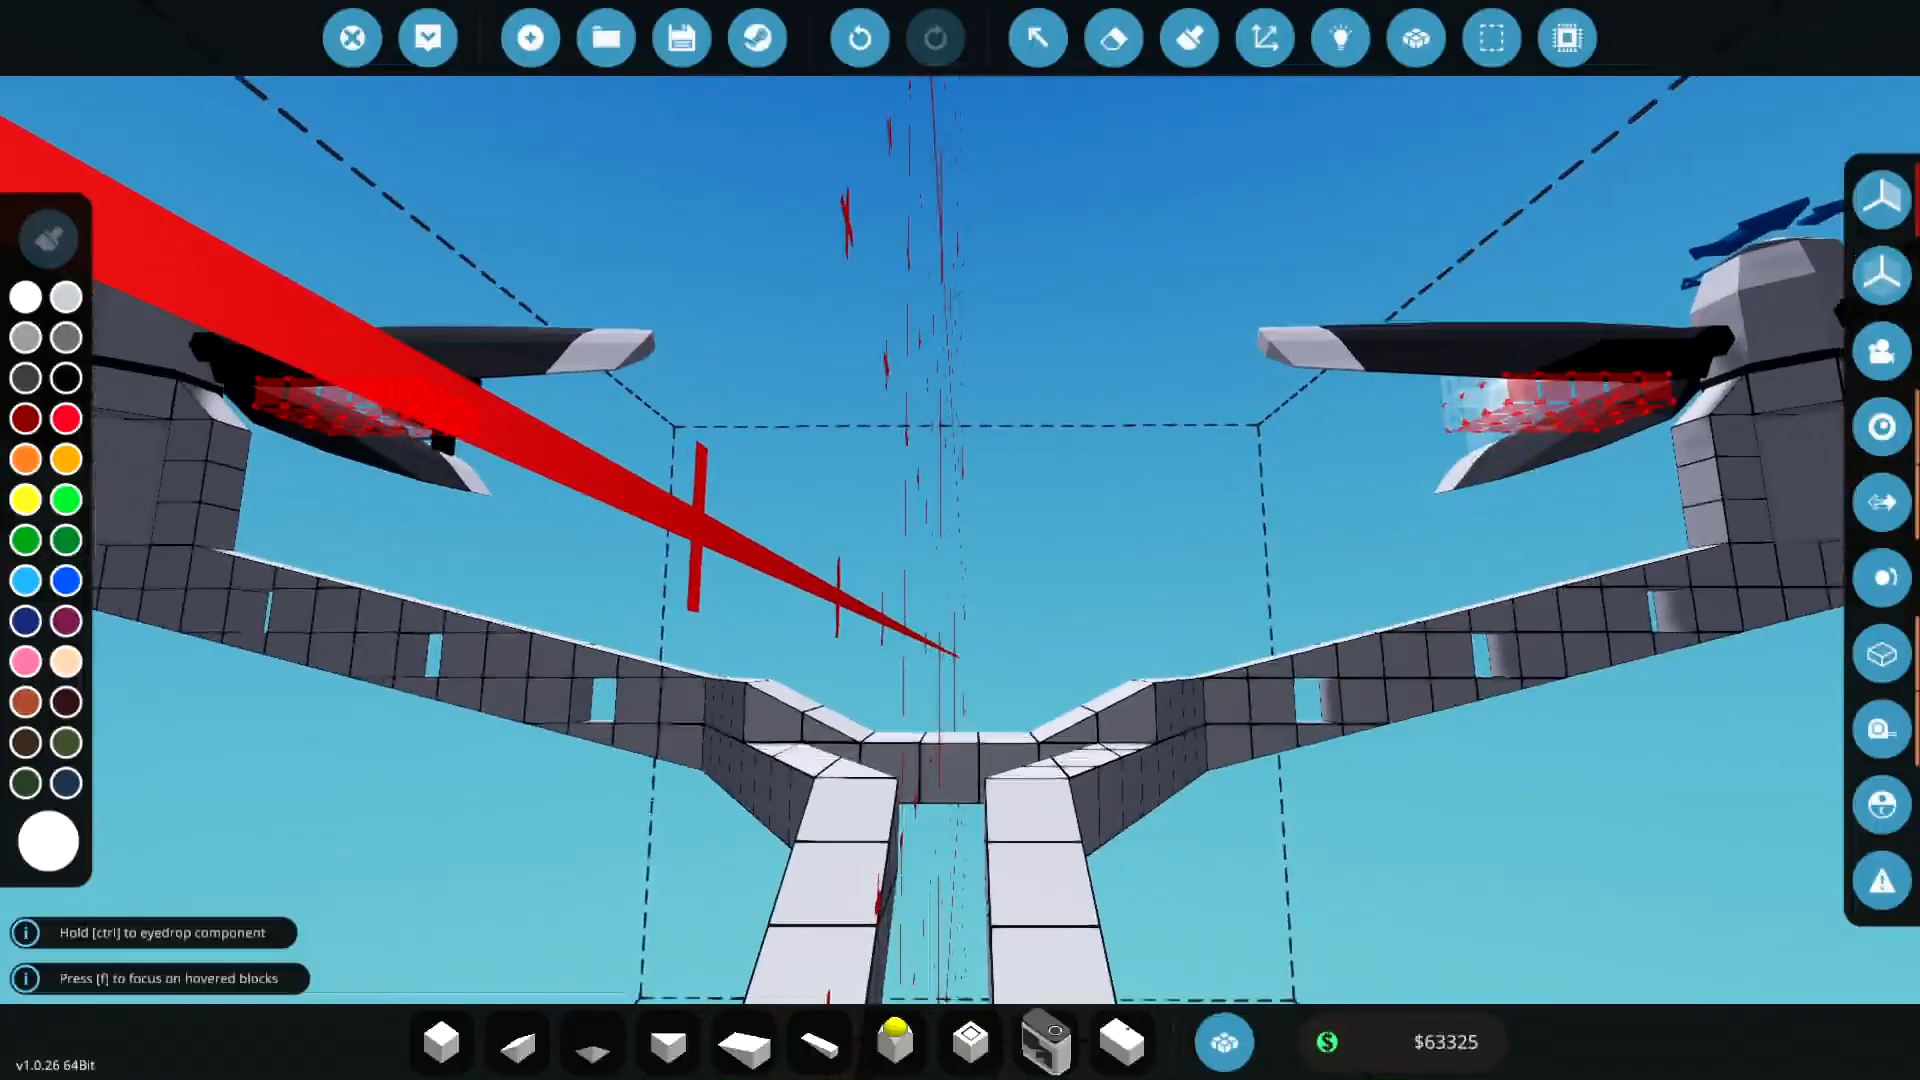 Hold [ctrl] to eyedrop component
Press [f] to focus on hovered blocks
$63325
v1.0.26 64Bit